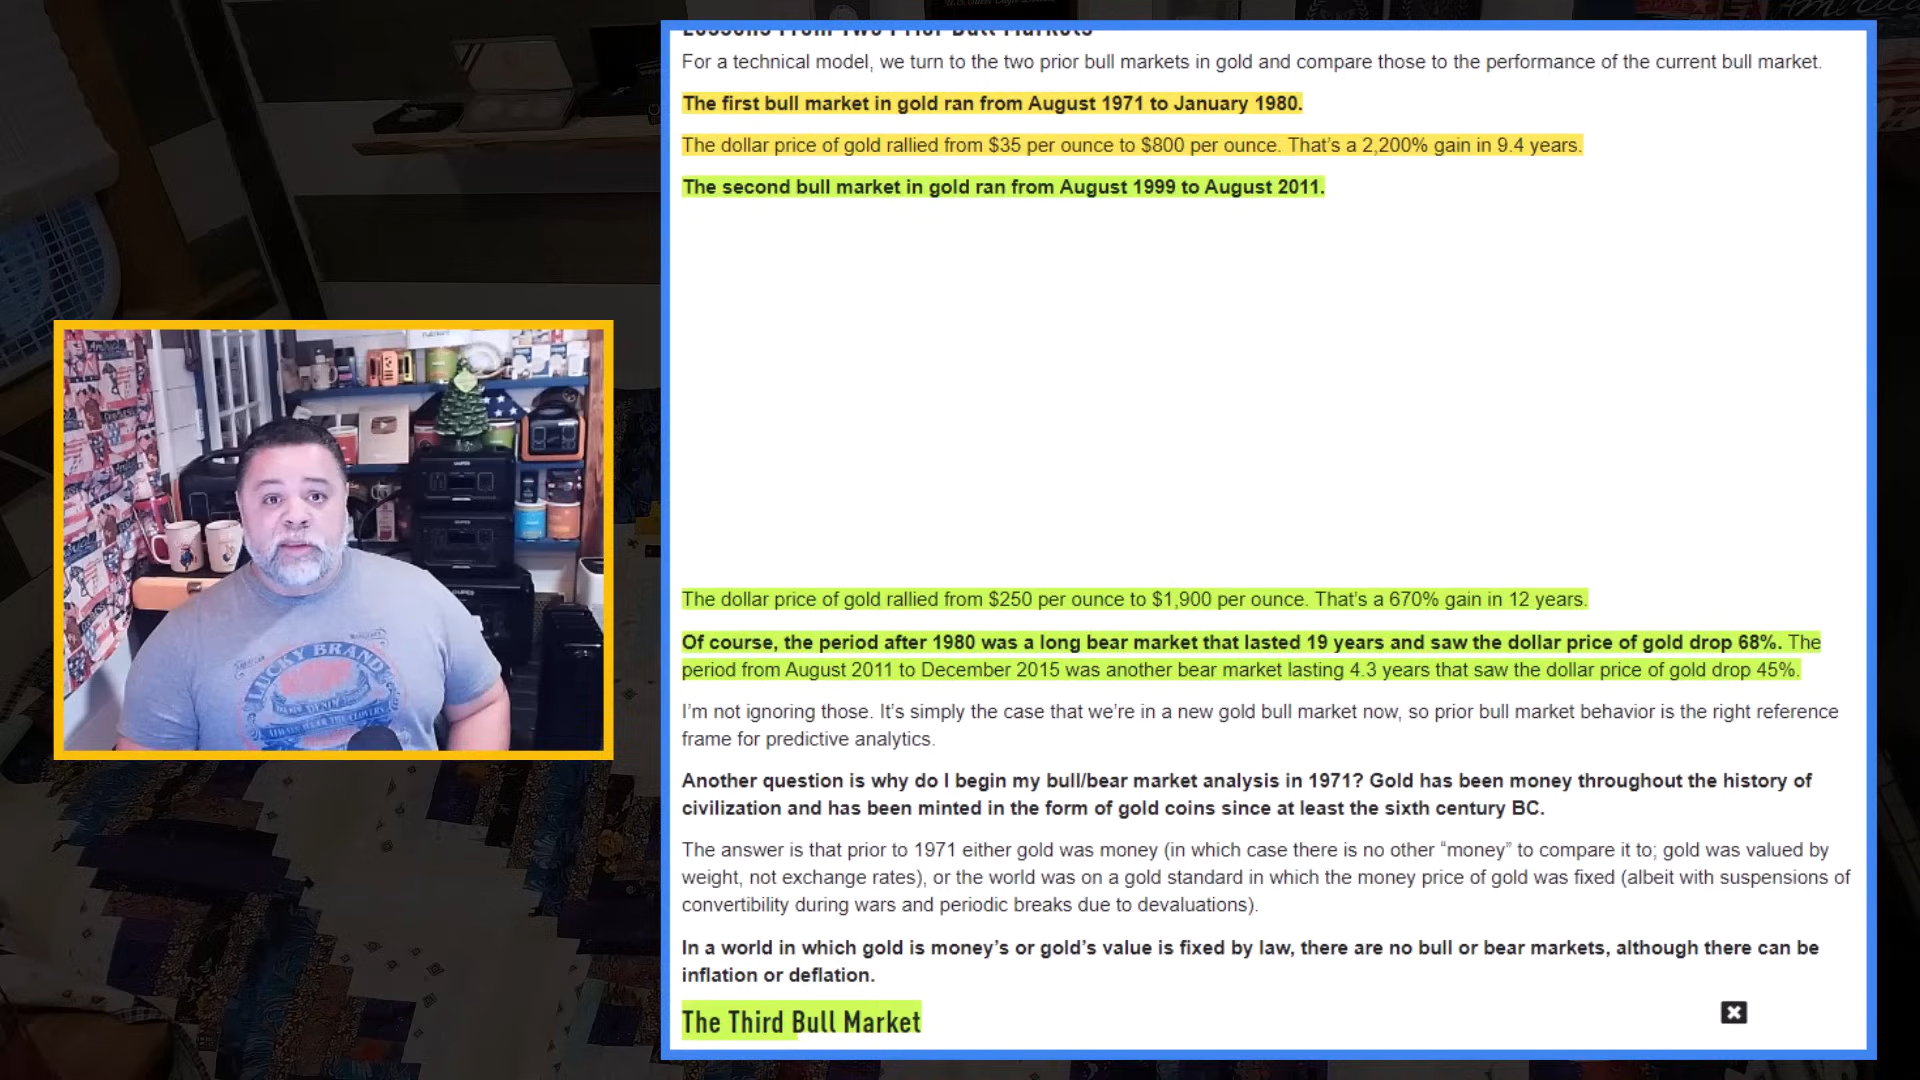 Lessons From Two Prior Bull Markets
For a technical model, we turn to the two prior bull markets in gold and compare those to the performance of the current bull market.
The first bull market in gold ran from August 1971 to January 1980.
The dollar price of gold rallied from $35 per ounce to $800 per ounce. That's a 2,200% gain in 9.4 years.
The second bull market in gold ran from August 1999 to August 2011.
The dollar price of gold rallied from $250 per ounce to $1,900 per ounce. That's a 670% gain in 12 years.
Of course, the period after 1980 was a long bear market that lasted 19 years and saw the dollar price of gold drop 68%. The
period from August 2011 to December 2015 was another bear market lasting 4.3 years that saw the dollar price of gold drop 45%.
I'm not ignoring those. It's simply the case that we're in a new gold bull market now, so prior bull market behavior is the right reference
frame for predictive analytics.
Another question is why do I begin my bull/bear market analysis in 1971? Gold has been money throughout the history of
civilization and has been minted in the form of gold coins since at least the sixth century BC.
The answer is that prior to 1971 either gold was money (in which case there is no other “money” to compare it to; gold was valued by
weight, not exchange rates), or the world was on a gold standard in which the money price of gold was fixed (albeit with suspensions of
convertibility during wars and periodic breaks due to devaluations).
In a world in which gold is money's or gold's value is fixed by law, there are no bull or bear markets, although there can be
inflation or deflation.
The Third Bull Market
LUCKY BRAND